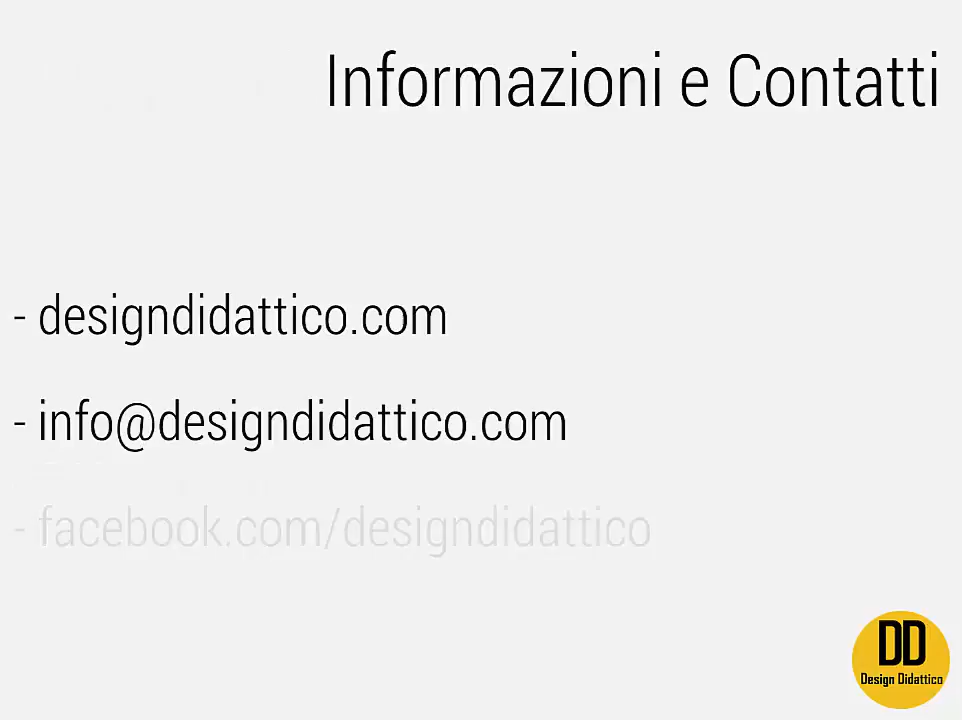 Informazioni e Contatti
- designdidattico.com
- info@designdidattico.com
- facebook.com/designdidattico
DD
Design Didattico